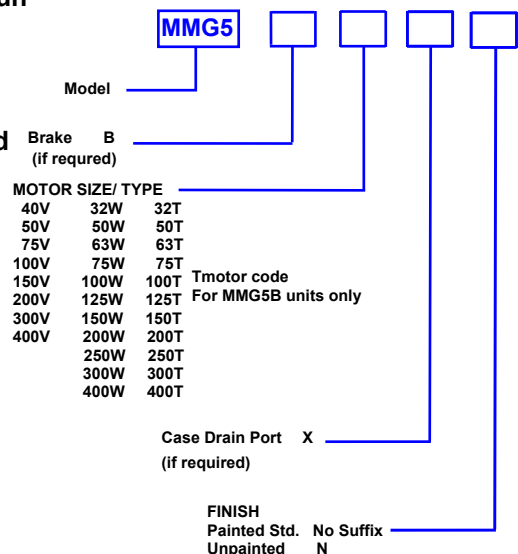 MMG5
Model
Brake B
(if requred)
MOTOR SIZE/ TYPE
40V 32W 32T
50V 50W 50T
75V 63W 63T
100V 75W 75T
150V 100W 100T Tmotor code
200V 125W 125T For MMG5B units only
300V 150W 150T
400V 200W 200T
250W 250T
300W 300T
400W 400T
Case Drain Port X
(if required)
FINISH
Painted Std. No Suffix
Unpainted N